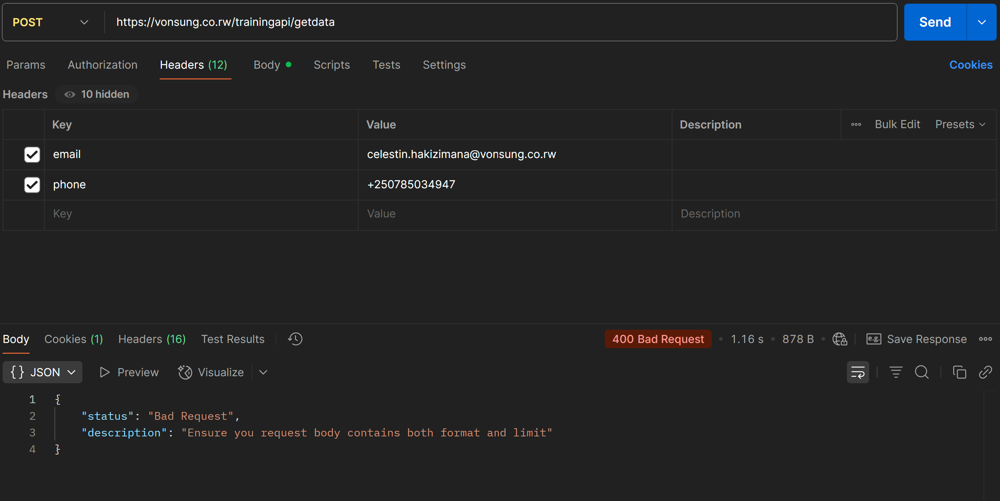 POST https://vonsung.co.rw/trainingapi/getdata Send
Params Authorization Headers (12) Body Scripts Tests Settings Cookies
Headers 10 hidden
Key Value Description Bulk Edit Presets
email celestin.hakizimana@vonsung.co.rw
phone +250785034947
Key Value Description
Body Cookies (1) Headers (16) Test Results 400 Bad Request 1.16 s 878 B e.g. Save Response
{} JSON Preview Visualize
1 {
2 "status": "Bad Request",
3 "description": "Ensure you request body contains both format and limit"
4 }